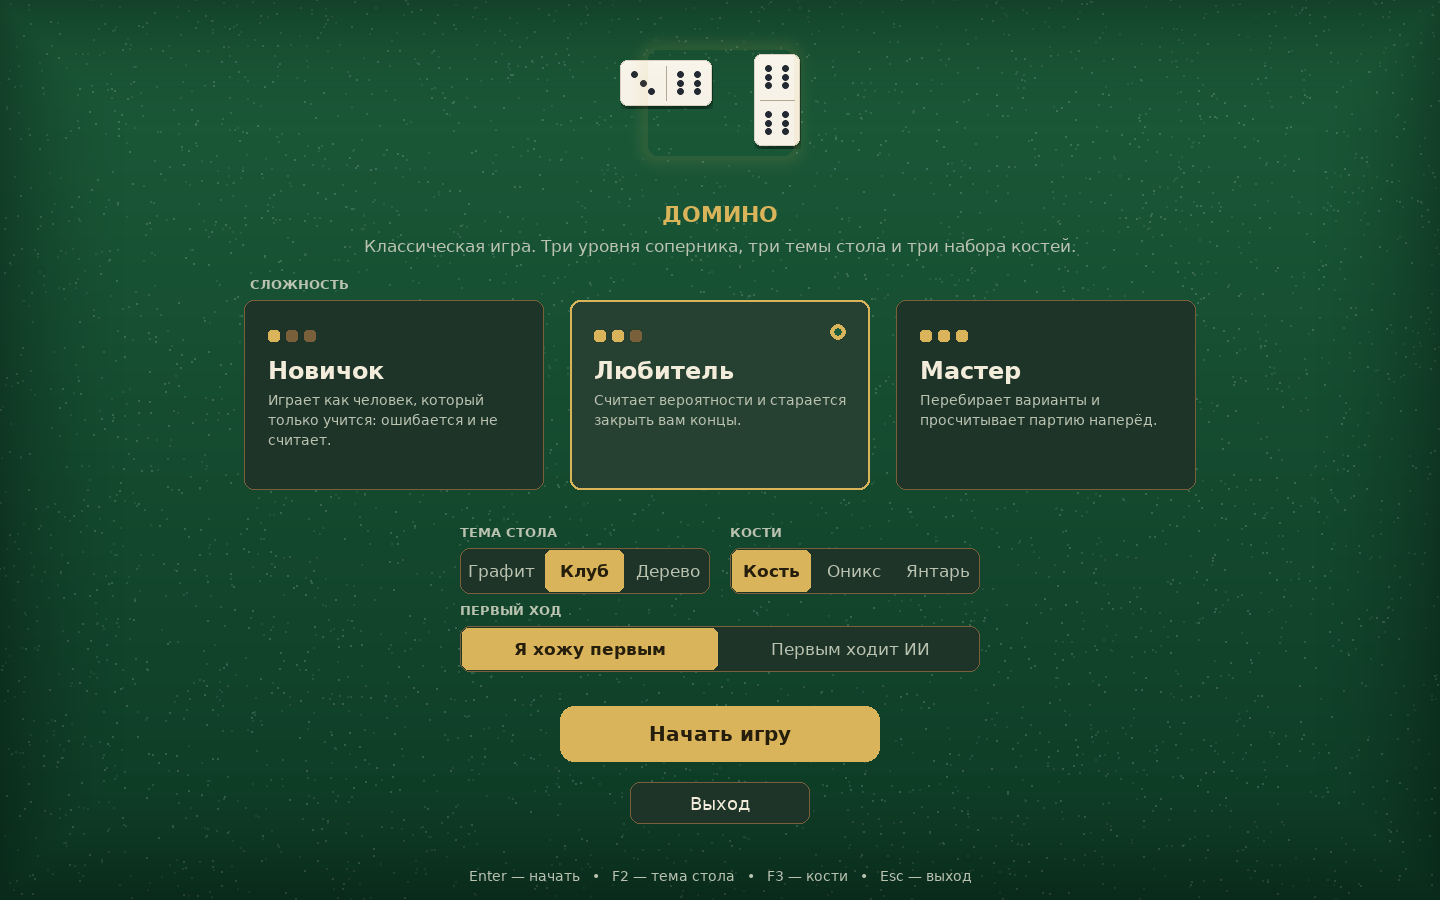 ДОМИНО
Классическая игра. Три уровня соперника, три темы стола и три набора костей.
СЛОЖНОСТЬ
Новичок
Играет как человек, который
только учится: ошибается и не
считает.
Любитель
Считает вероятности и старается
закрыть вам концы.
Мастер
Перебирает варианты и
просчитывает партию наперёд.
ТЕМА СТОЛА
Графит Клуб Дерево
КОСТИ
Кость Оникс Янтарь
ПЕРВЫЙ ХОД
Я хожу первым Первым ходит ИИ
Начать игру
Выход
Enter — начать • F2 — тема стола • F3 — кости • Esc — выход